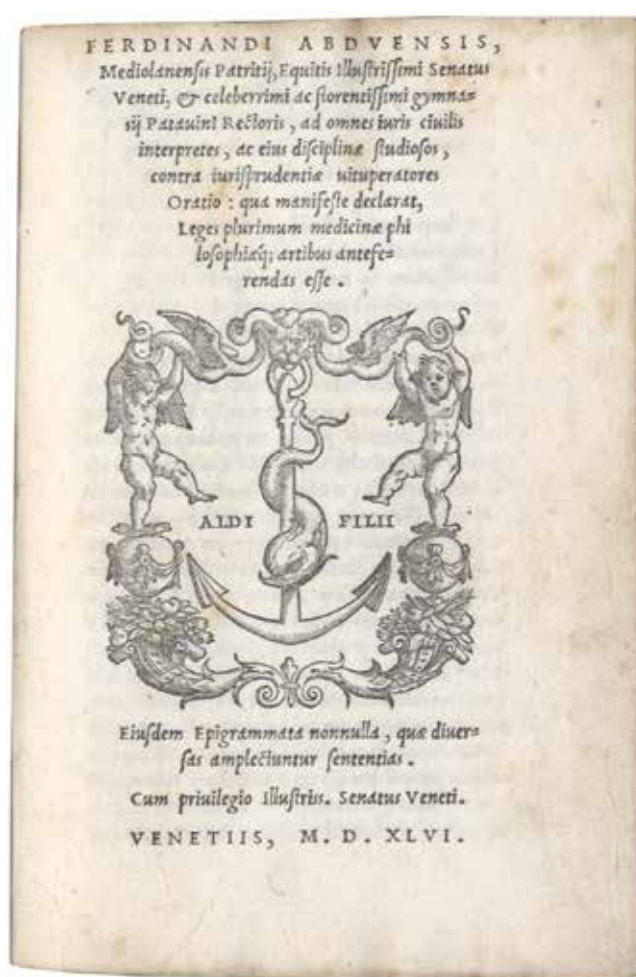 FERDINANDI ABDVENSIS,
Mediolanensis Patritij, Equitis Illustrissimi Senatus
Veneti, & celeberrimi ac florentissimi gymna=
sij Patauini Rectoris, ad omnes iuris ciuilis
interpretes, ac eius disciplinæ studiosos,
contra iurisprudentiæ uituperatores
Oratio: qua manifeste declarat,
Leges plurimum medicinæ phi
losophiæq; artibus antefe=
rendas esse.
ALDI FILII
Eiusdem Epigrammata nonnulla, quæ diuer=
sas amplectuntur sententias.
Cum priuilegio Illustriss. Senatus Veneti.
VENETIIS, M. D. XLVI.